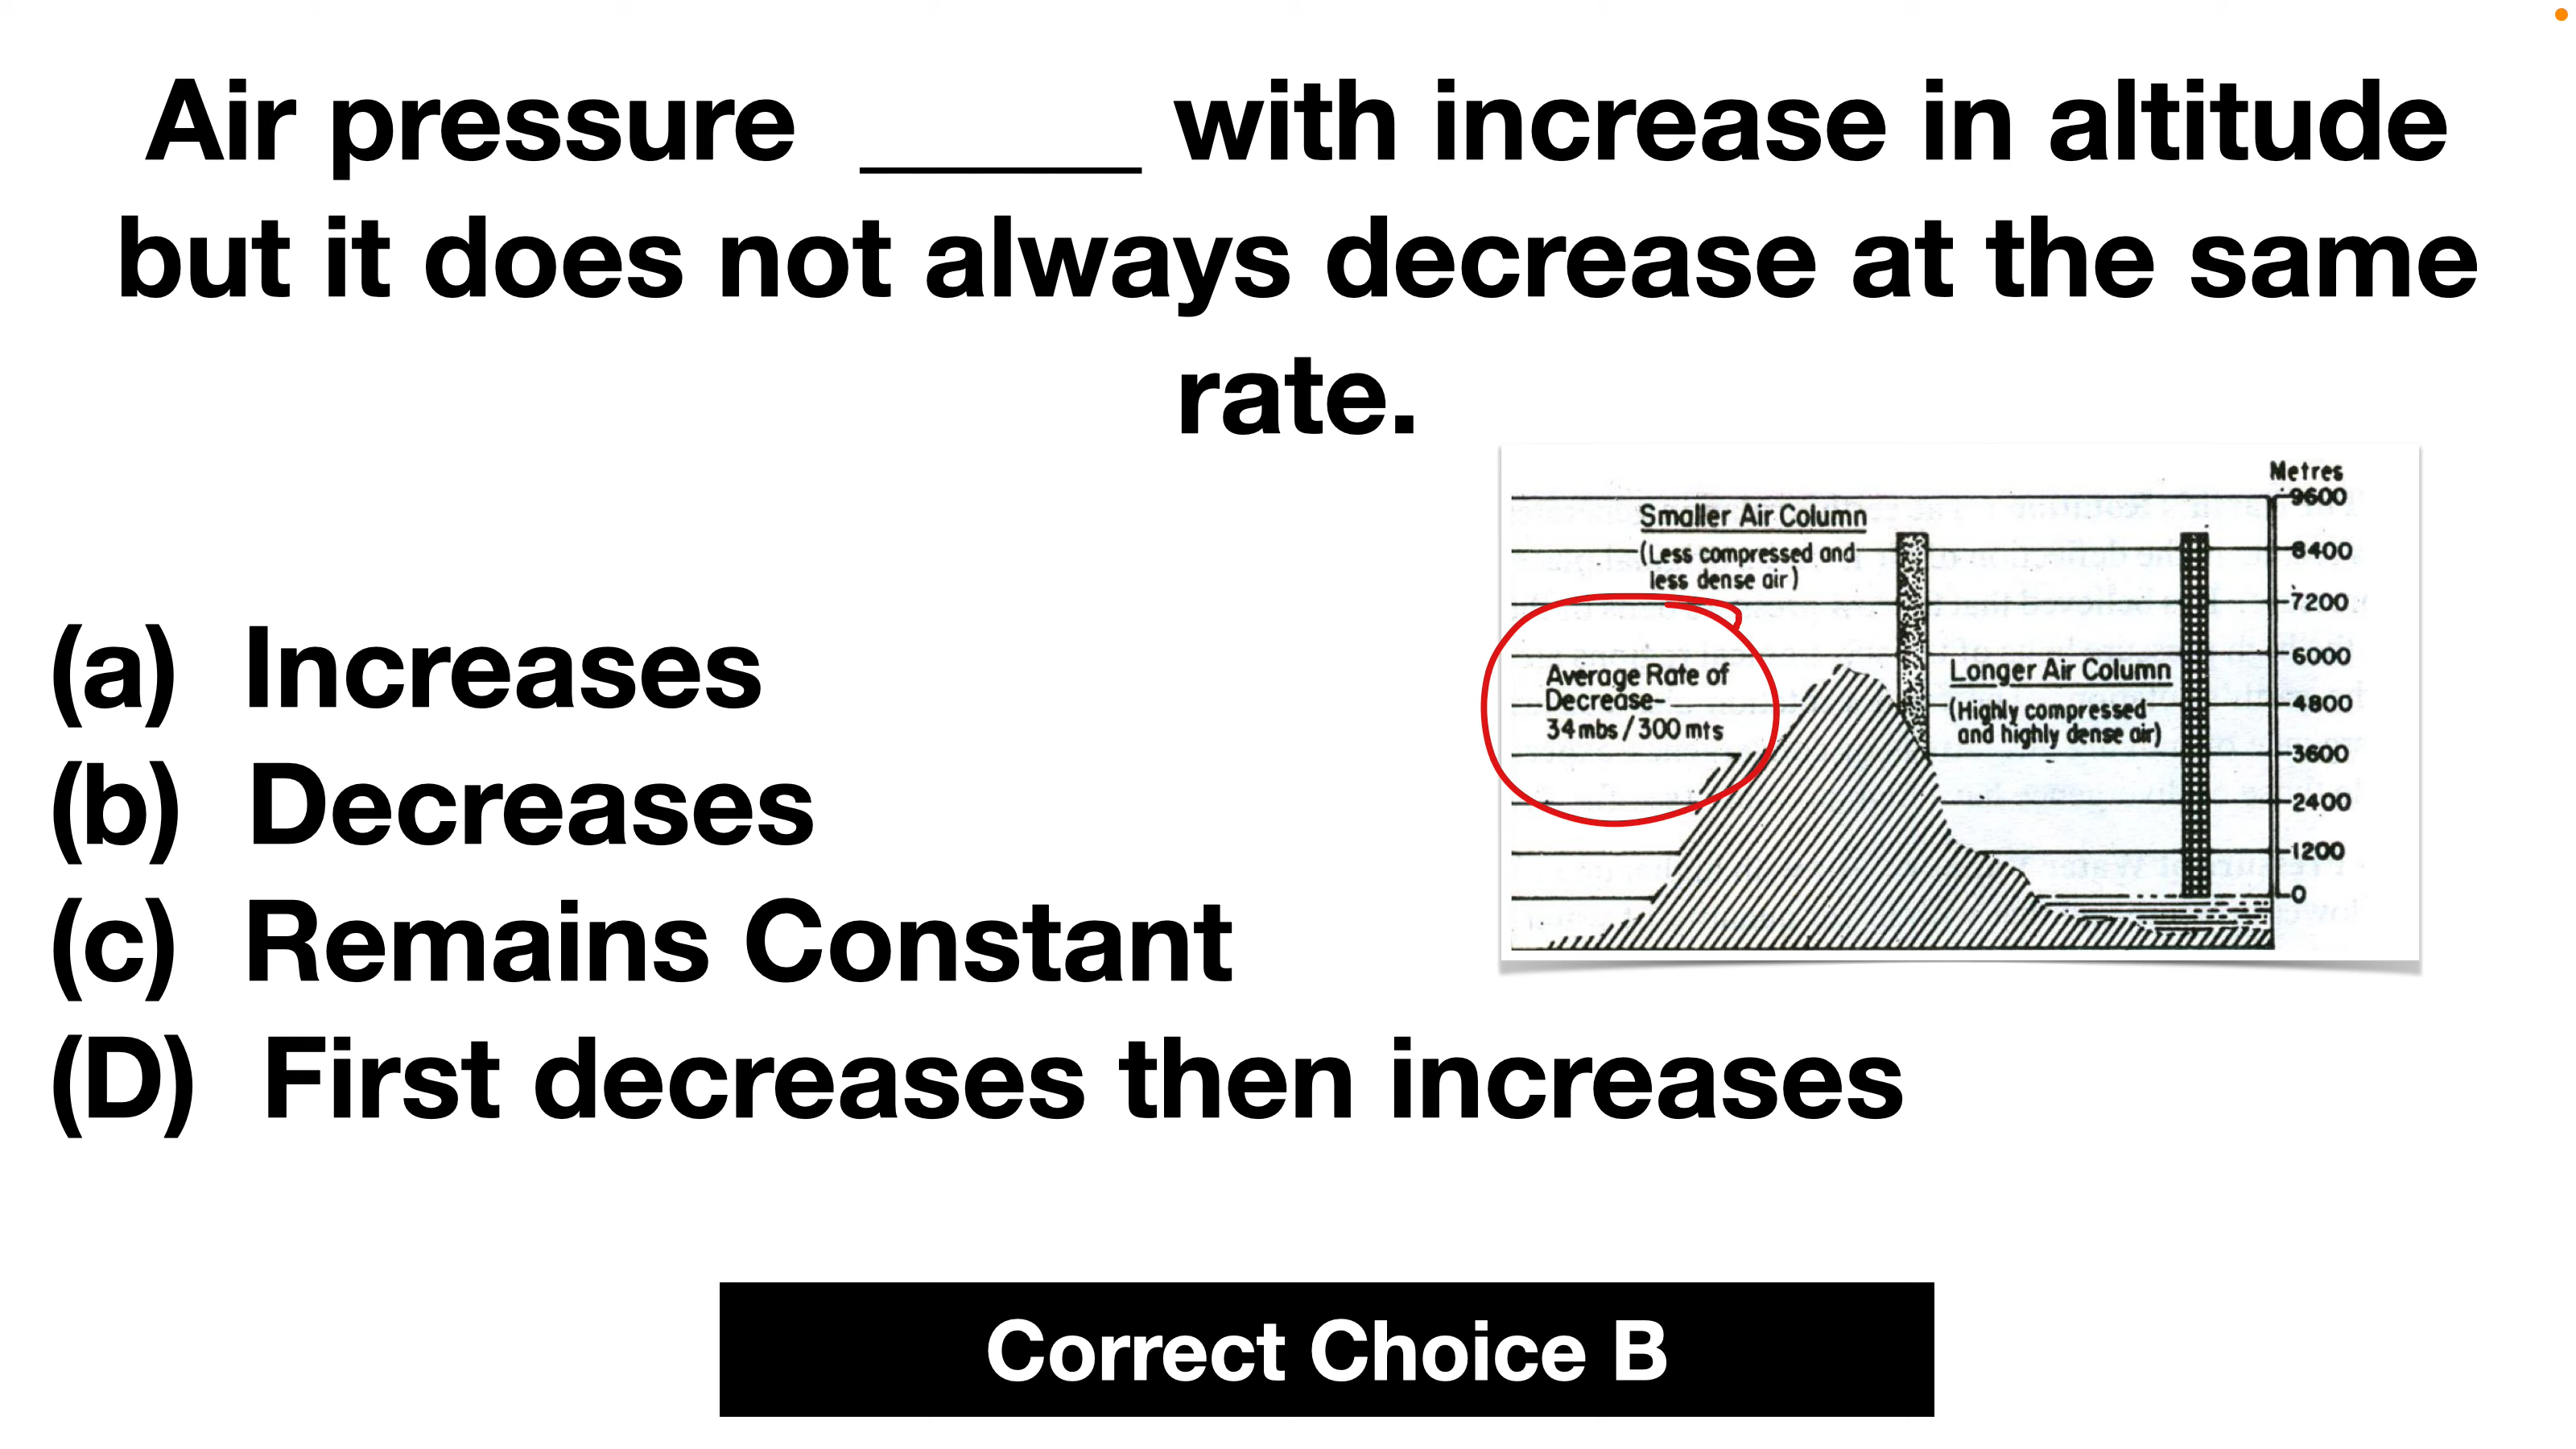 Air pressure ______ with increase in altitude
but it does not always decrease at the same
rate.
Metres
9600
Smaller Air Column
(Less compressed and
less dense air)
8400
7200
Average Rate of
Decrease-
34mbs/300 mts
6000
Longer Air Column
(Highly compressed
and highly dense air)
4800
3600
2400
1200
0
(a) Increases
(b) Decreases
(c) Remains Constant
(D) First decreases then increases
Correct Choice B